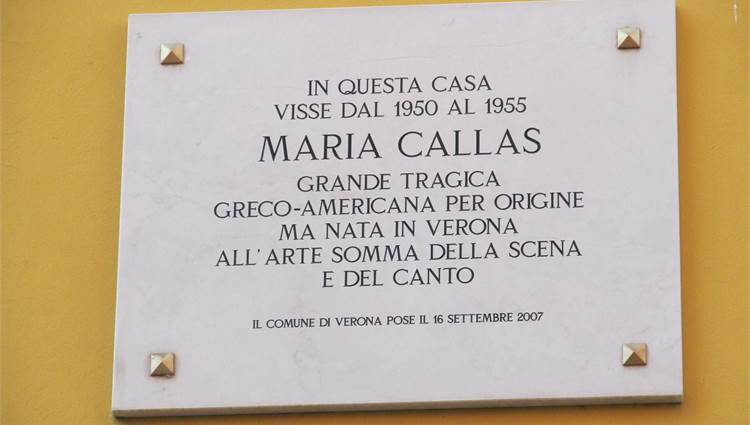 IN QUESTA CASA
VISSE DAL 1950 AL 1955
MARIA CALLAS
GRANDE TRAGICA
GRECO-AMERICANA PER ORIGINE
MA NATA IN VERONA
ALL'ARTE SOMMA DELLA SCENA
E DEL CANTO
IL COMUNE DI VERONA POSE IL 16 SETTEMBRE 2007